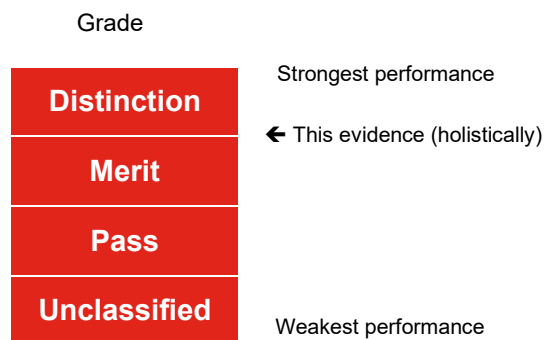 Grade
Strongest performance
Distinction
🡸 This evidence (holistically)
Merit
Pass
Unclassified
Weakest performance